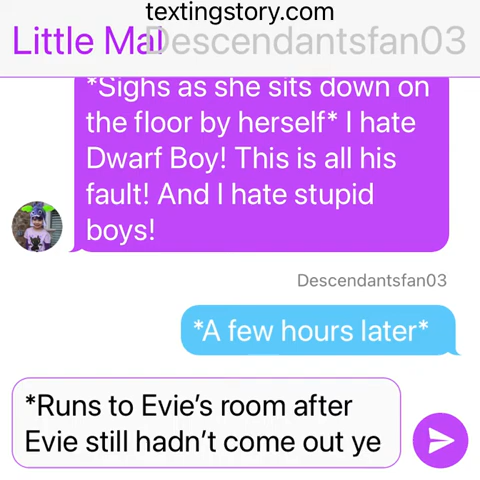 textingstory.com
Little Mal
Descendantsfan03
*Sighs as she sits down on
the floor by herself* I hate
Dwarf Boy! This is all his
fault! And I hate stupid
boys!
Descendantsfan03
*A few hours later*
*Runs to Evie’s room after
Evie still hadn’t come out ye